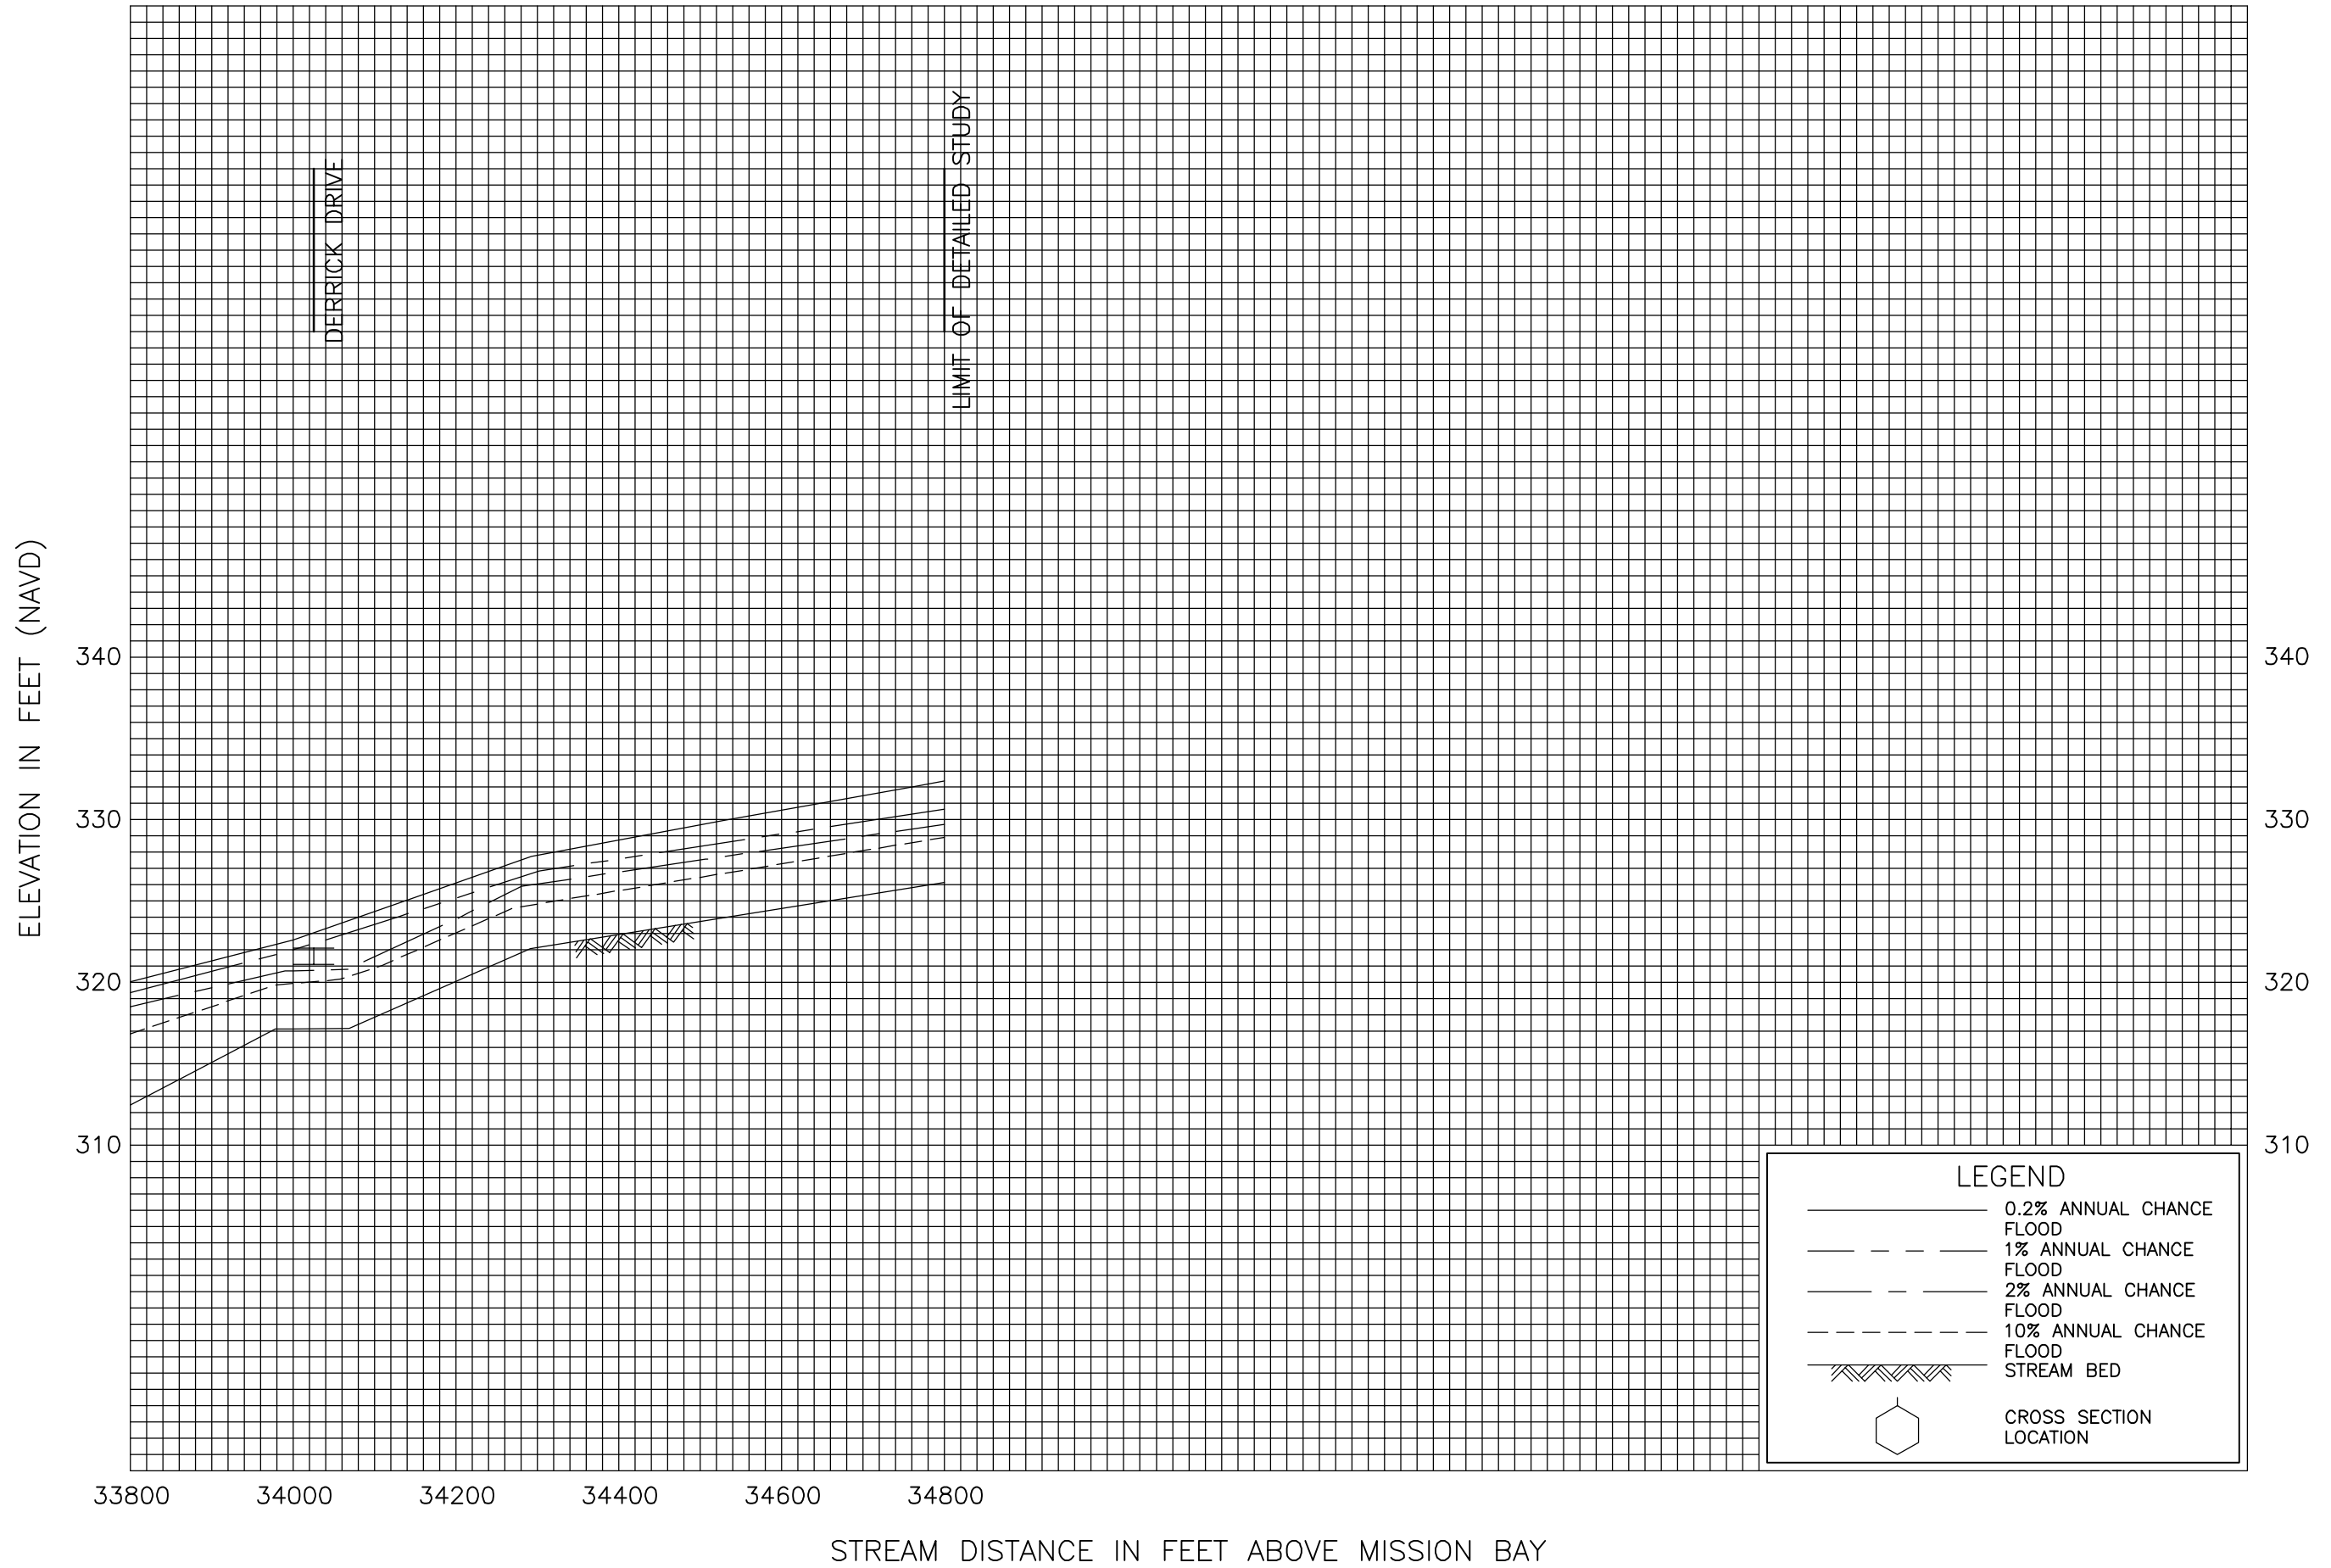 DERRICK DRIVE
LIMIT OF DETAILED STUDY
ELEVATION IN FEET (NAVD)
340
340
330
330
320
320
310
310
LEGEND
0.2% ANNUAL CHANCE
FLOOD
1% ANNUAL CHANCE
FLOOD
2% ANNUAL CHANCE
FLOOD
10% ANNUAL CHANCE
FLOOD
STREAM BED
CROSS SECTION
LOCATION
33800 34000 34200 34400 34600 34800
STREAM DISTANCE IN FEET ABOVE MISSION BAY